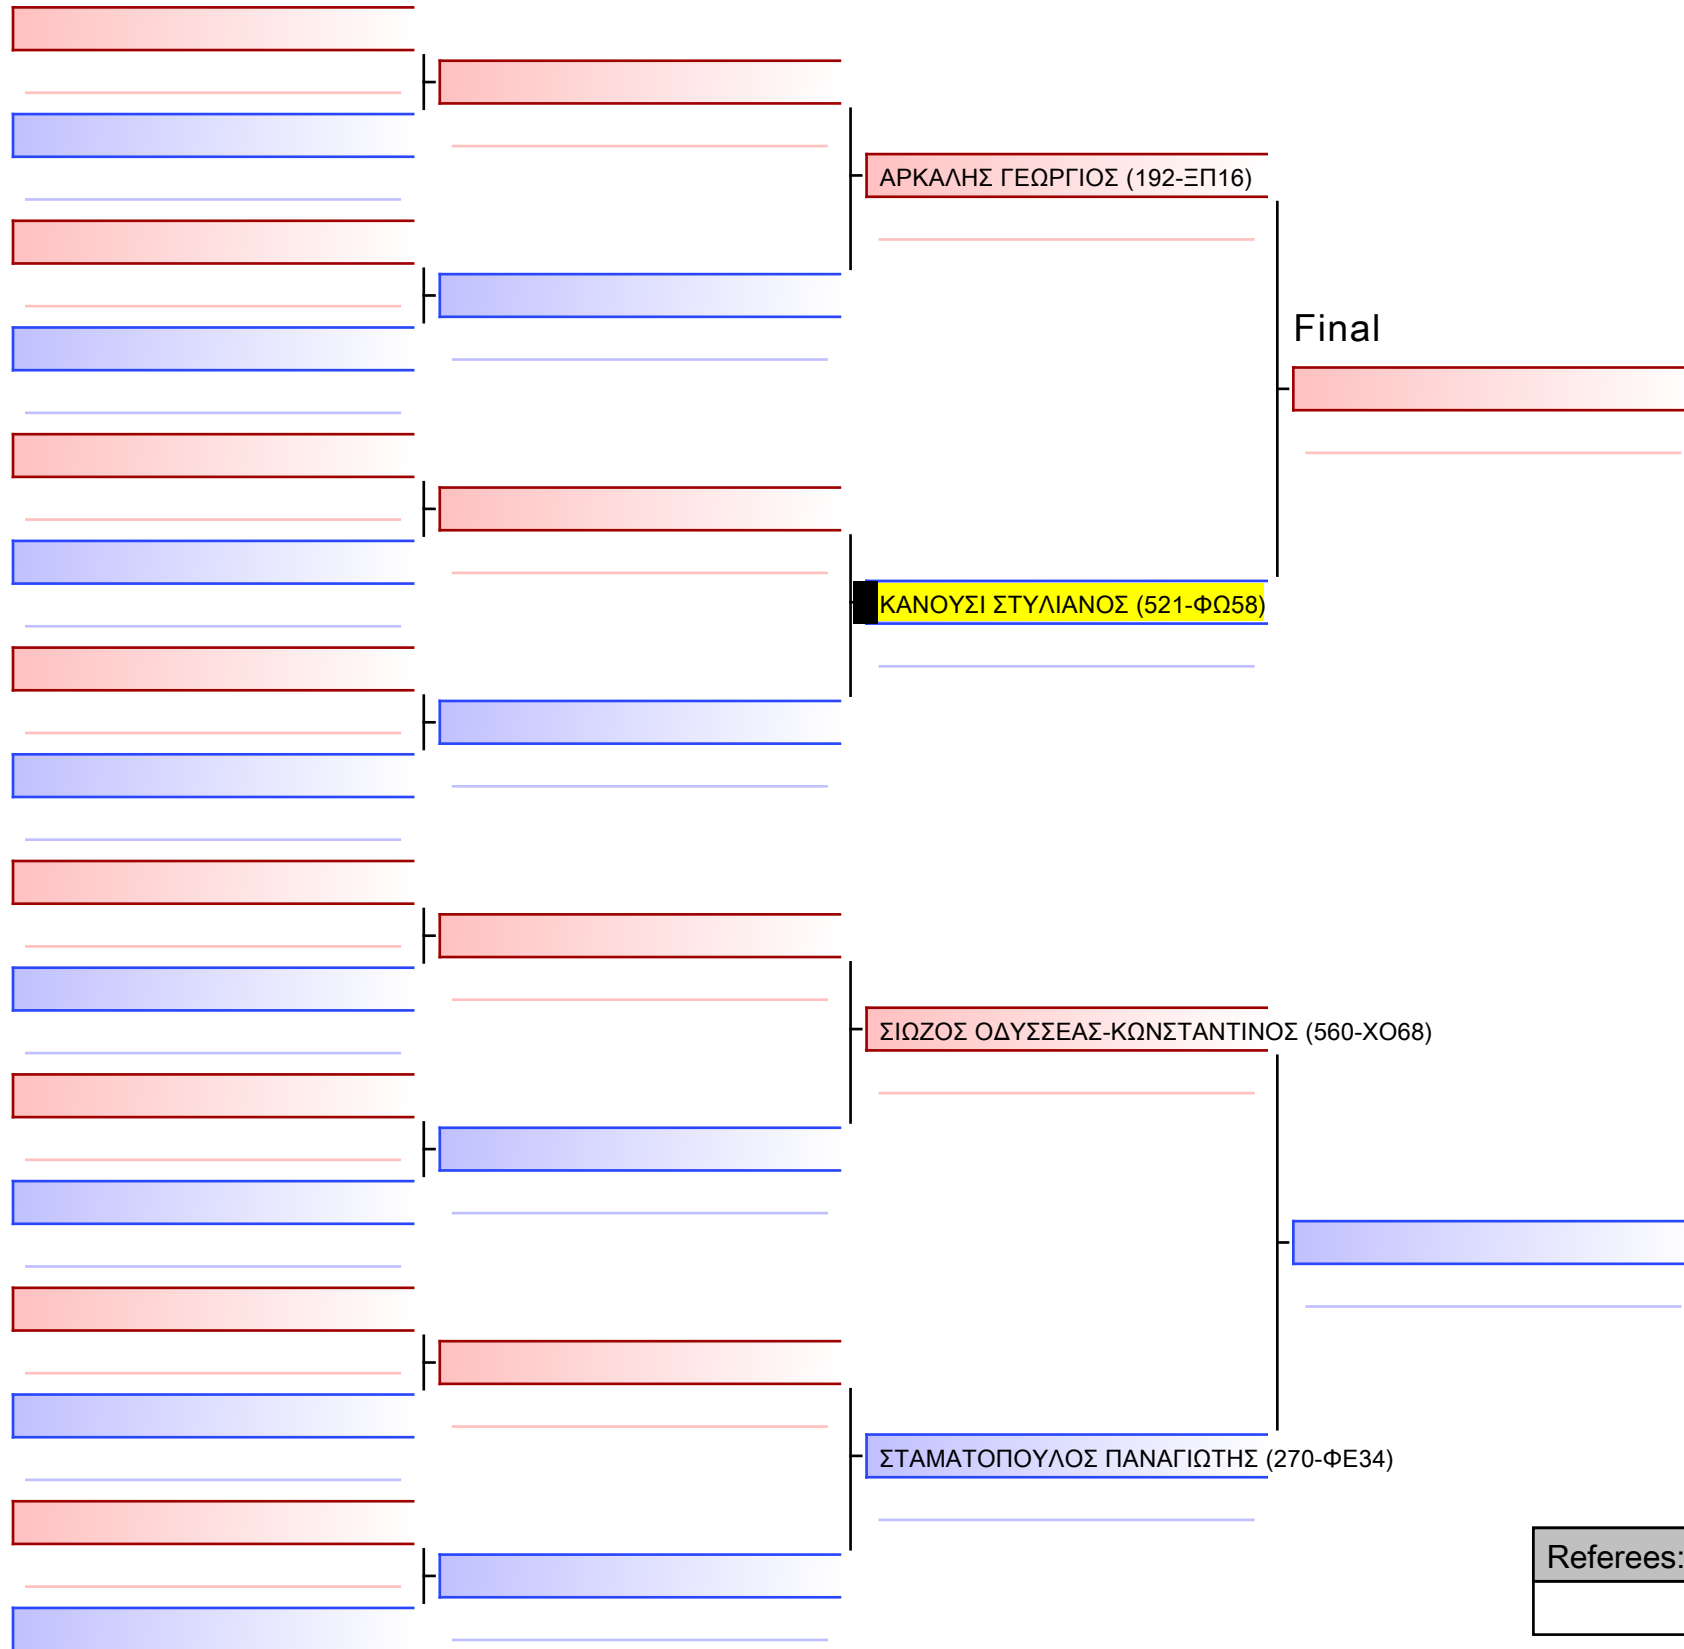 ΑΡΚΑΛΗΣ ΓΕΩΡΓΙΟΣ (192-ΞΠ16)
Final
ΚΑΝΟΥΣΙ ΣΤΥΛΙΑΝΟΣ (521-ΦΩ58)
ΣΙΩΖΟΣ ΟΔΥΣΣΕΑΣ-ΚΩΝΣΤΑΝΤΙΝΟΣ (560-ΧΟ68)
ΣΤΑΜΑΤΟΠΟΥΛΟΣ ΠΑΝΑΓΙΩΤΗΣ (270-ΦΕ34)
Referees: